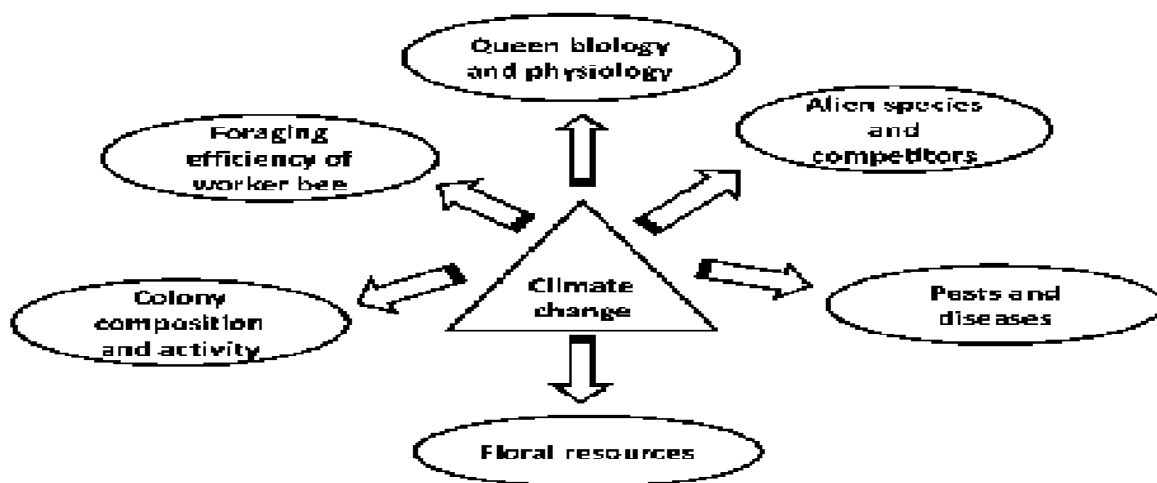 Queen biology
and physiology
Alien species
and
competitors
Foraging
efficiency of
worker bee
Climate
change
Pests and
diseases
Colony
composition
and activity
Floral resources